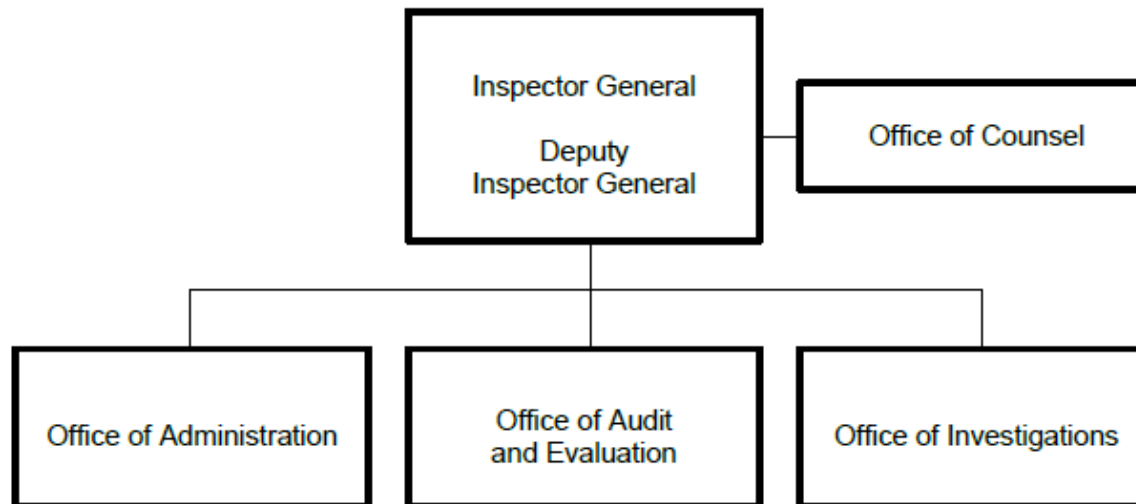 Inspector General
Deputy
Inspector General
Office of Counsel
Office of Administration
Office of Audit
and Evaluation
Office of Investigations